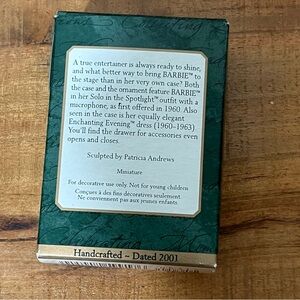 A true entertainer is always ready to shine,
and what better way to bring BARBIE™ to
the stage than in her very own case? Both
the case and the ornament feature BARBIE™
in her Solo in the Spotlight™ outfit with a
microphone, as first offered in 1960. Also
seen in the case is her equally elegant
Enchanting Evening™ dress (1960–1963).
You'll find the drawer for accessories even
opens and closes.
Sculpted by Patricia Andrews
Miniature
For decorative use only. Not for young children.
Conçues à des fins décoratives seulement.
Ne conviennent pas aux jeunes enfants.
Handcrafted ~ Dated 2001